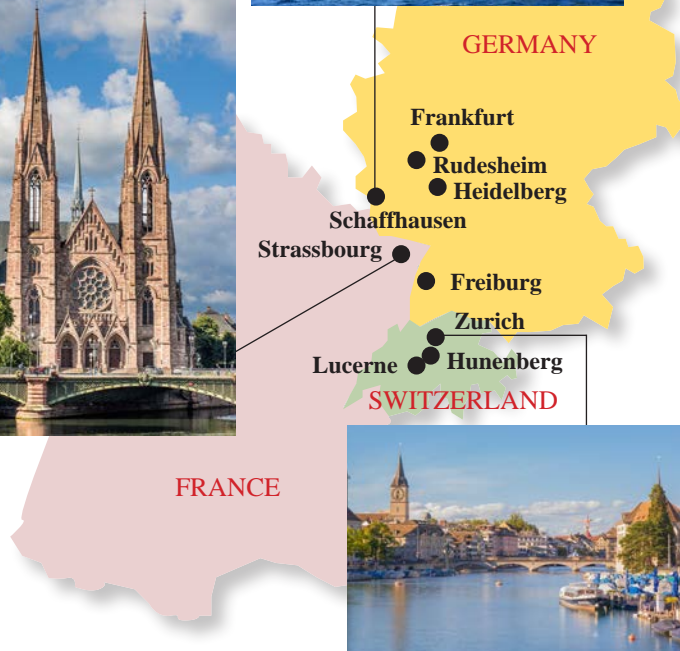 GERMANY
Frankfurt
Rudesheim
Heidelberg
Schaffhausen
Strassbourg
Freiburg
Zurich
Hunenberg
Lucerne
SWITZERLAND
FRANCE